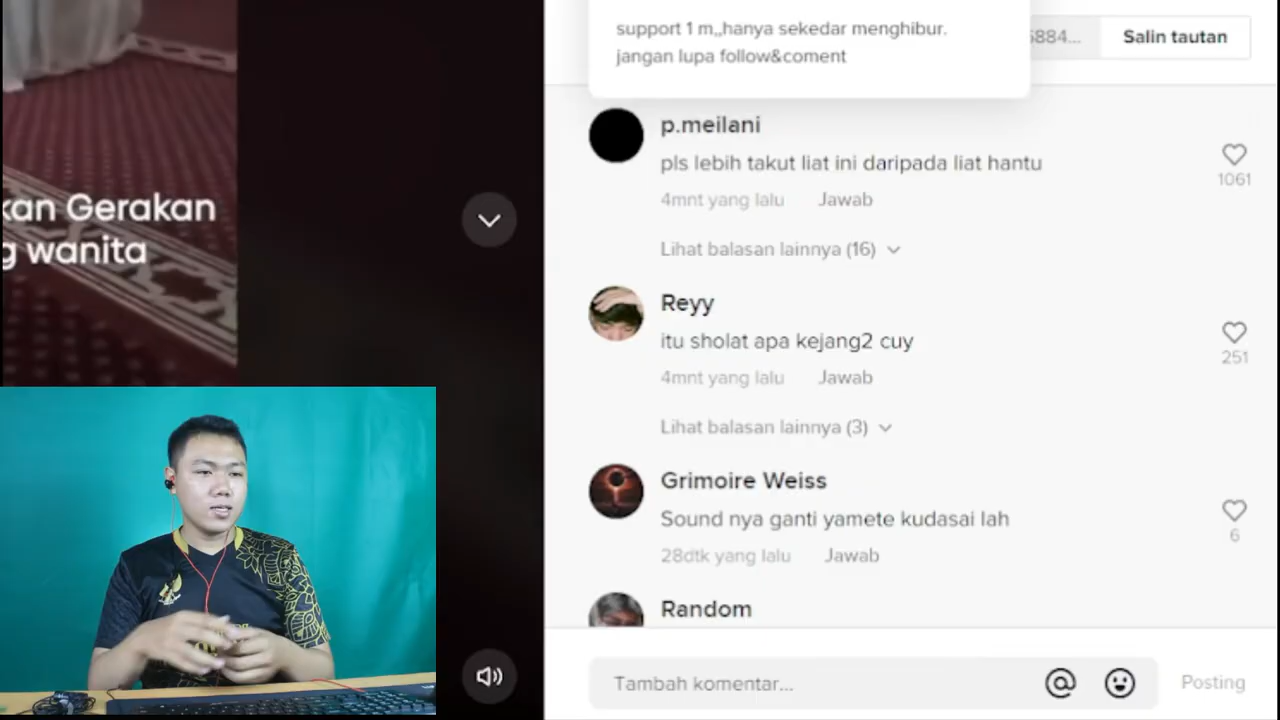 support 1 m,,hanya sekedar menghibur.
jangan lupa follow&coment
5884...
Salin tautan
kan Gerakan
g wanita
p.meilani
pls lebih takut liat ini daripada liat hantu
4mnt yang lalu Jawab
1061
Lihat balasan lainnya (16)
Reyy
itu sholat apa kejang2 cuy
4mnt yang lalu Jawab
251
Lihat balasan lainnya (3)
Grimoire Weiss
Sound nya ganti yamete kudasai lah
28dtk yang lalu Jawab
6
Random
Tambah komentar...
@
Posting